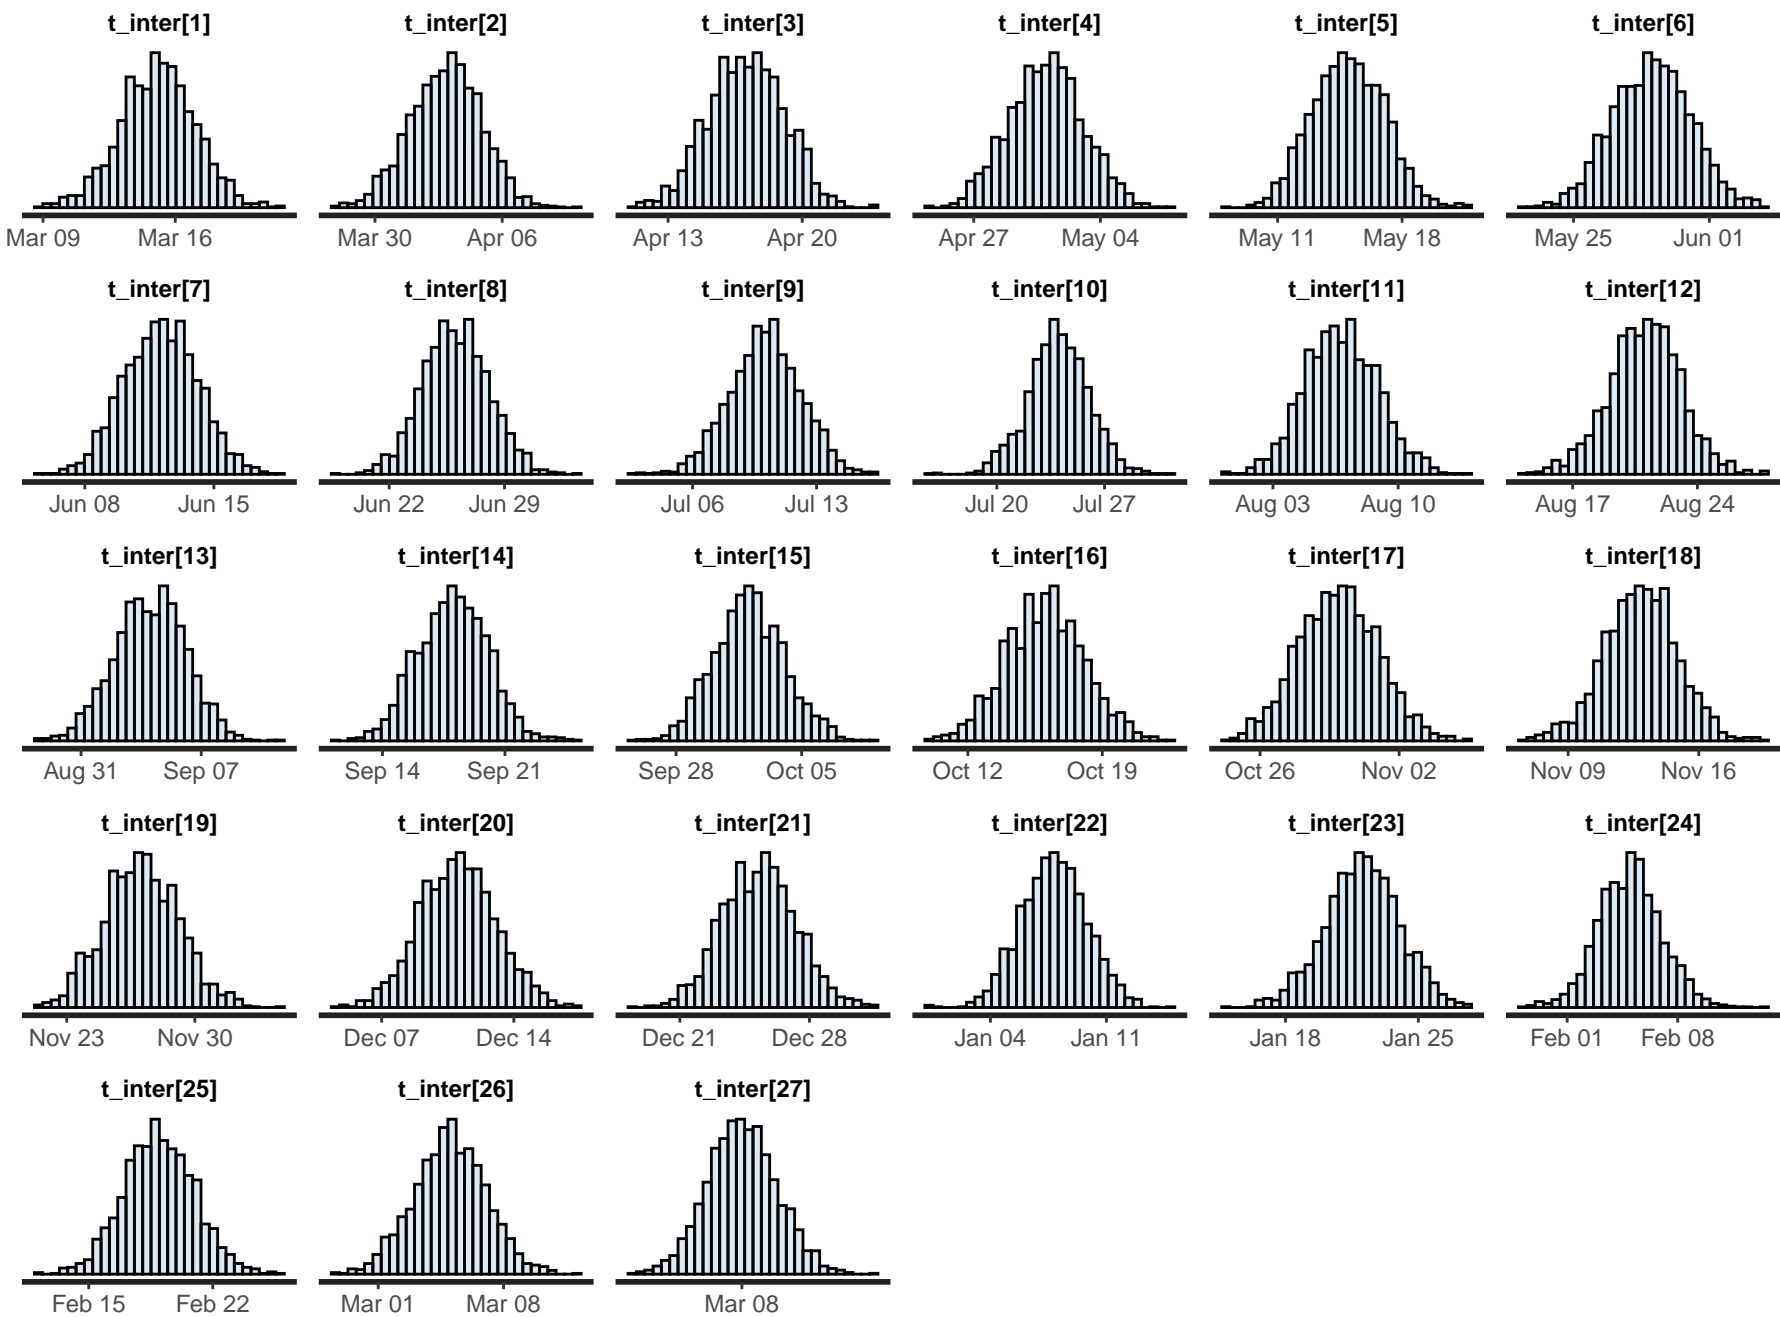 t_inter[1] t_inter[2] t_inter[3] t_inter[4] t_inter[5] t_inter[6]
Mar 09 Mar 16 Mar 30 Apr 06 Apr 13 Apr 20 Apr 27 May 04 May 11 May 18 May 25 Jun 01
t_inter[7] t_inter[8] t_inter[9] t_inter[10] t_inter[11] t_inter[12]
Jun 08 Jun 15 Jun 22 Jun 29 Jul 06 Jul 13 Jul 20 Jul 27 Aug 03 Aug 10 Aug 17 Aug 24
t_inter[13] t_inter[14] t_inter[15] t_inter[16] t_inter[17] t_inter[18]
Aug 31 Sep 07 Sep 14 Sep 21 Sep 28 Oct 05 Oct 12 Oct 19 Oct 26 Nov 02 Nov 09 Nov 16
t_inter[19] t_inter[20] t_inter[21] t_inter[22] t_inter[23] t_inter[24]
Nov 23 Nov 30 Dec 07 Dec 14 Dec 21 Dec 28 Jan 04 Jan 11 Jan 18 Jan 25 Feb 01 Feb 08
t_inter[25] t_inter[26] t_inter[27]
Feb 15 Feb 22 Mar 01 Mar 08 Mar 08